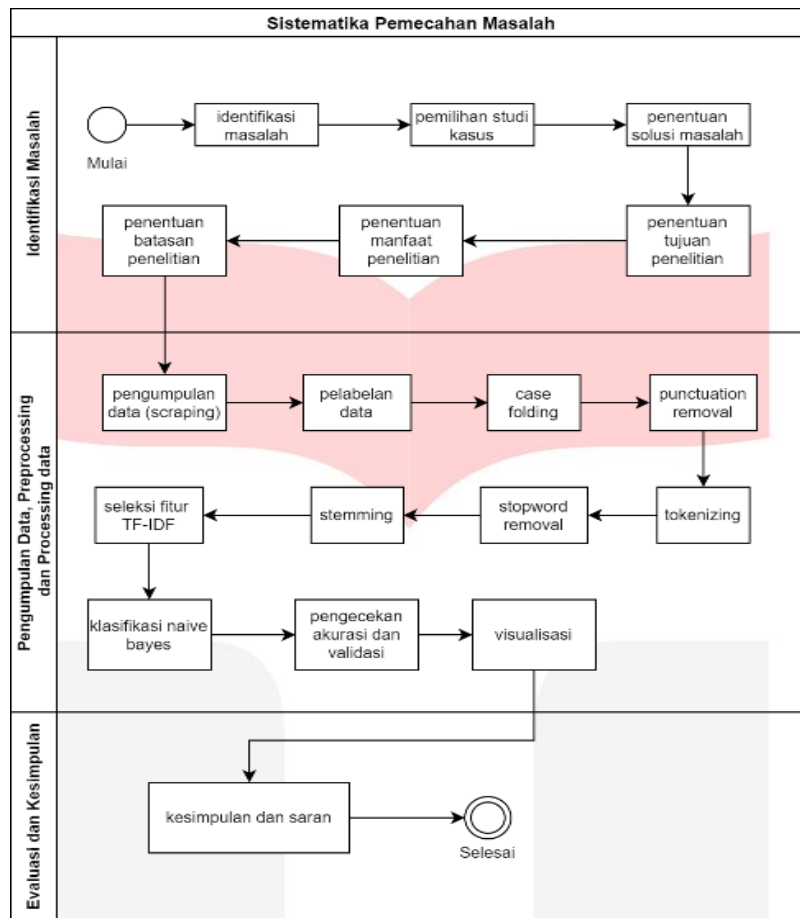 Sistematika Pemecahan Masalah
Identifikasi Masalah
Mulai
identifikasi
masalah
pemilihan studi
kasus
penentuan
solusi masalah
penentuan
tujuan
penelitian
penentuan
manfaat
penelitian
penentuan
batasan
penelitian
Pengumpulan Data, Preprocessing
dan Processing data
pengumpulan
data (scraping)
pelabelan
data
case
folding
punctuation
removal
tokenizing
stopword
removal
stemming
seleksi fitur
TF-IDF
klasifikasi naive
bayes
pengecekan
akurasi dan
validasi
visualisasi
Evaluasi dan Kesimpulan
kesimpulan dan saran
Selesai